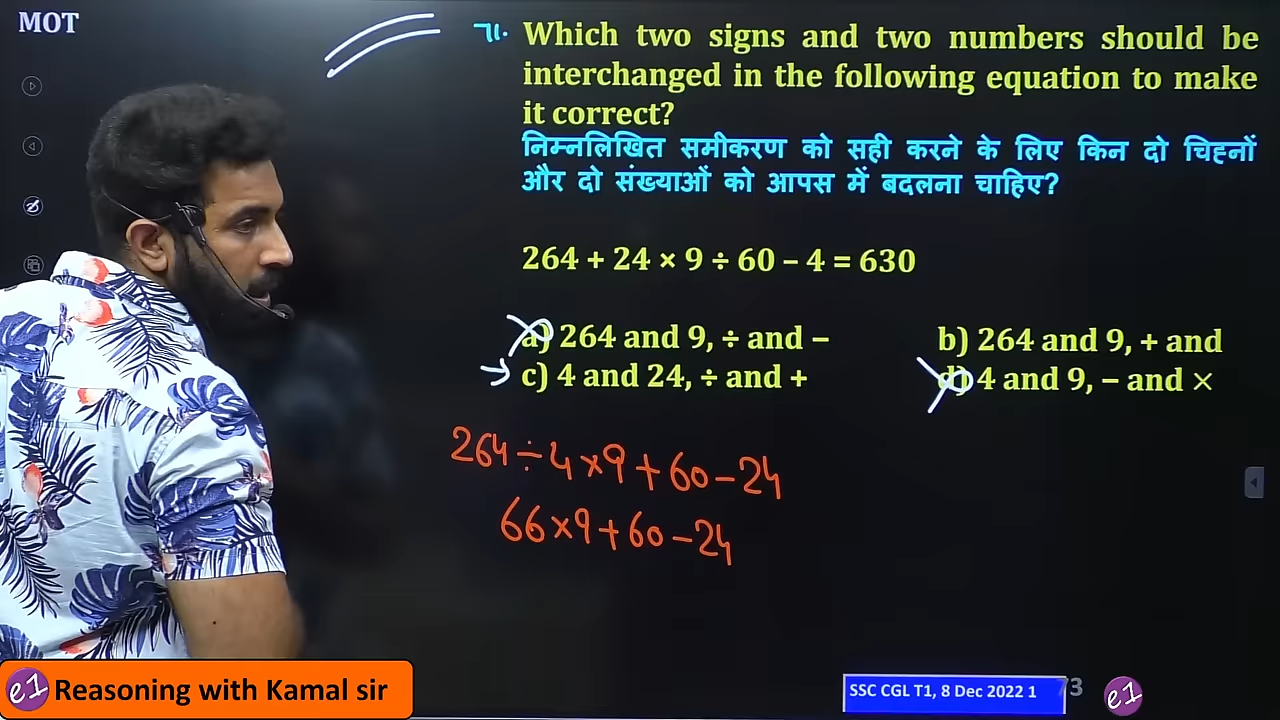 MOT
71. Which two signs and two numbers should be
interchanged in the following equation to make
it correct?
निम्नलिखित समीकरण को सही करने के लिए किन दो चिह्नों
और दो संख्याओं को आपस में बदलना चाहिए?
264 + 24 × 9 ÷ 60 – 4 = 630
a) 264 and 9, ÷ and –
b) 264 and 9, + and
c) 4 and 24, ÷ and +
d) 4 and 9, – and ×
264 ÷ 4 × 9 + 60 – 24
66 × 9 + 60 – 24
e1 Reasoning with Kamal sir
SSC CGL T1, 8 Dec 2022 1
73
e1